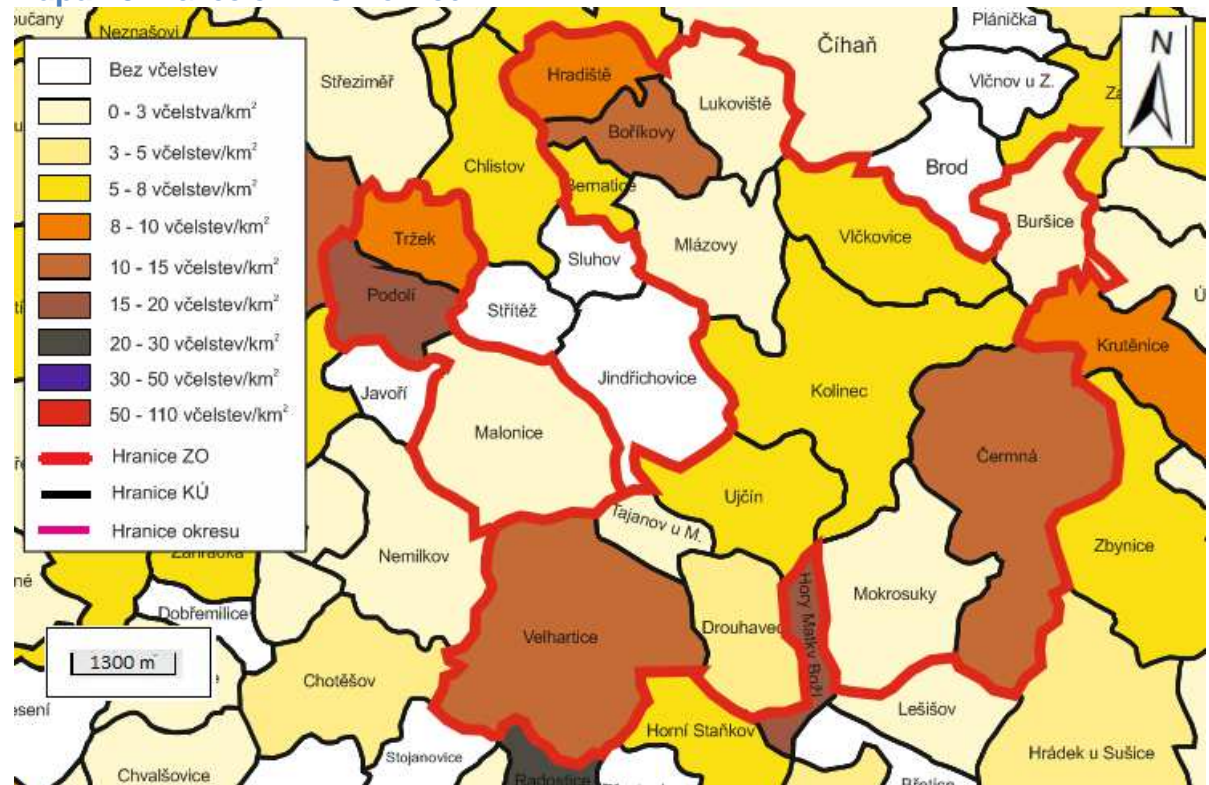 Bez včelstev
0 - 3 včelstva/km²
3 - 5 včelstev/km²
5 - 8 včelstev/km²
8 - 10 včelstev/km²
10 - 15 včelstev/km²
15 - 20 včelstev/km²
20 - 30 včelstev/km²
30 - 50 včelstev/km²
50 - 110 včelstev/km²
Hranice ZO
Hranice KÚ
Hranice okresu
1300 m
N
Neznašovi
Střeziměř
Hradiště
Lukoviště
Číhaň
Plánička
Vlčnov u Z.
Bořikovy
Chlistov
Brod
Bernatice
Buršice
Tržek
Sluhov
Mlázovy
Vlčkovice
Podolí
Střítěž
Krutěnice
Javoří
Jindřichovice
Kolinec
Malonice
Čermná
Ujčín
Tajanov u M.
Nemilkov
Zbynice
Dobřemilice
Hory Matky Boží
Mokrosuky
Velhartice
Drouhavec
Chotěšov
Lešišov
Horní Staňkov
Stojanovice
Hrádek u Sušice
Chvalšovice
Radostice